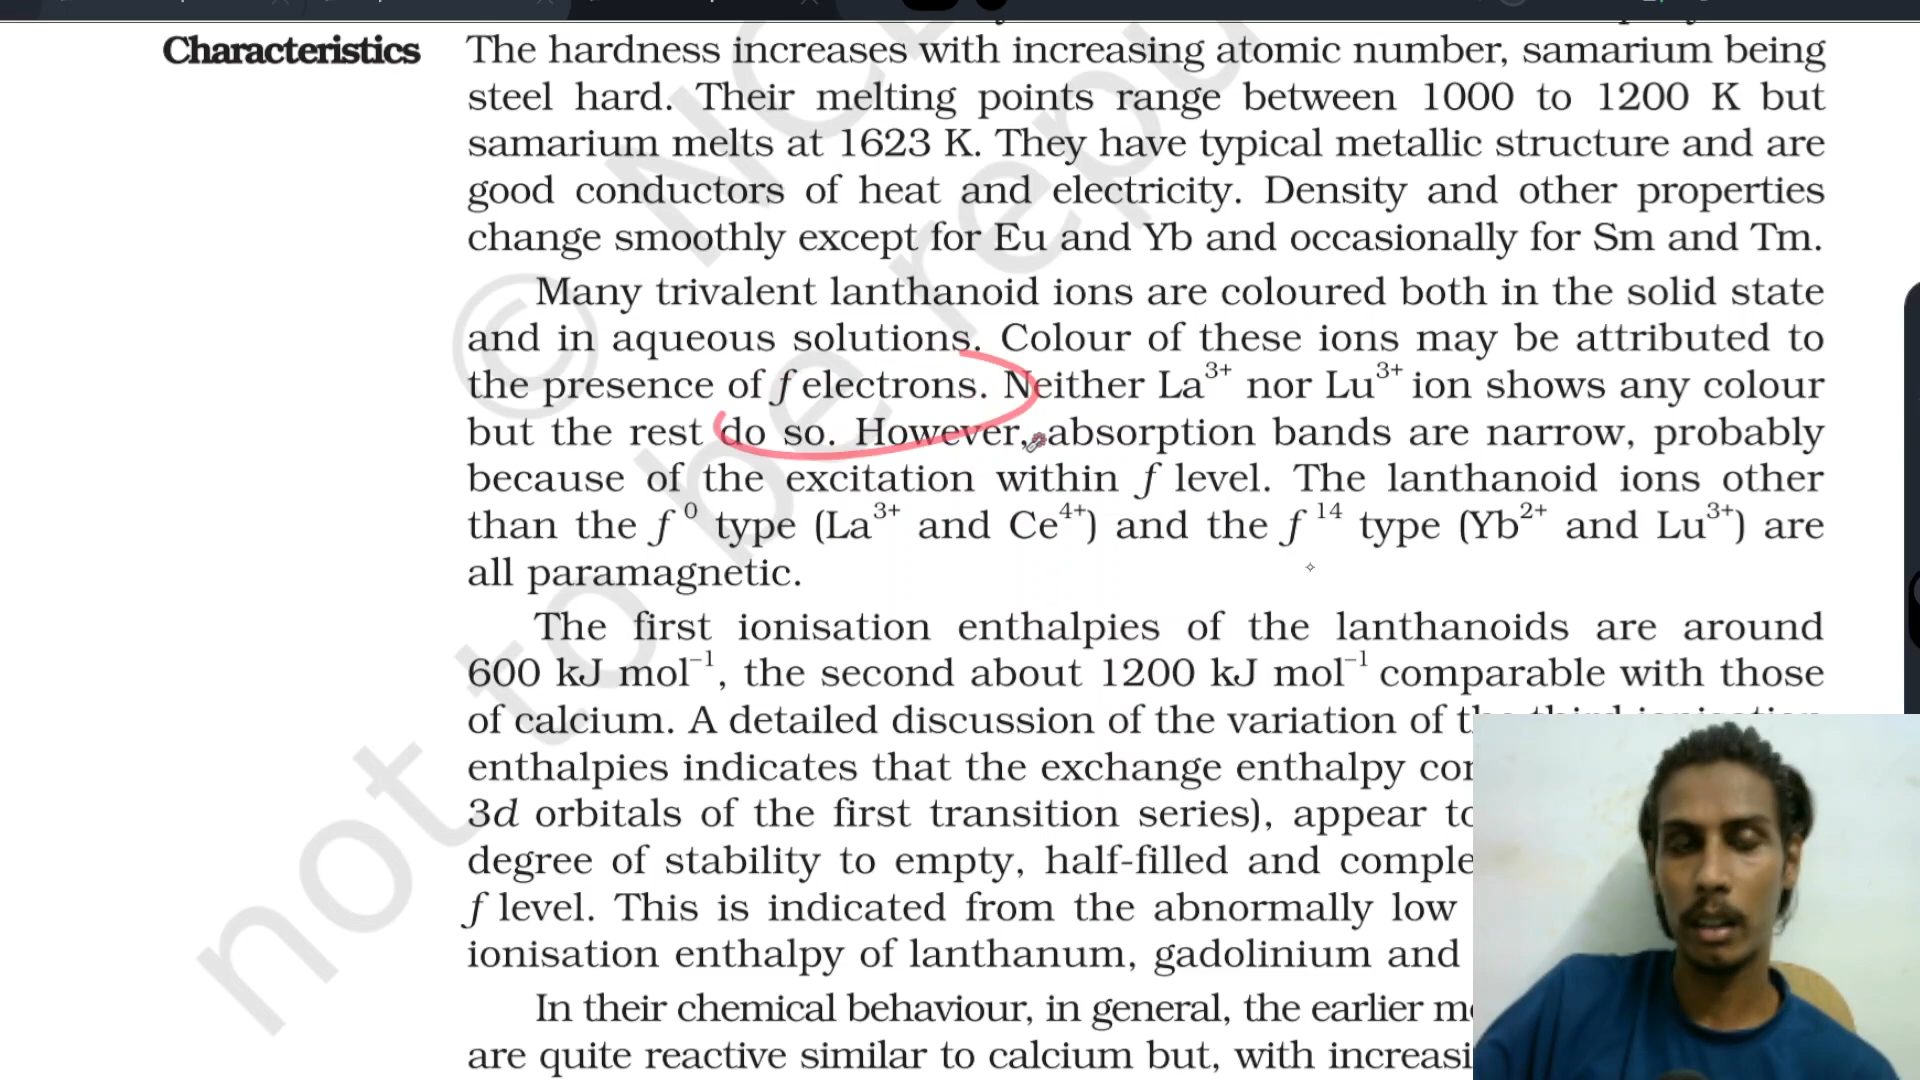 Characteristics
The hardness increases with increasing atomic number, samarium being
steel hard. Their melting points range between 1000 to 1200 K but
samarium melts at 1623 K. They have typical metallic structure and are
good conductors of heat and electricity. Density and other properties
change smoothly except for Eu and Yb and occasionally for Sm and Tm.
Many trivalent lanthanoid ions are coloured both in the solid state
and in aqueous solutions. Colour of these ions may be attributed to
the presence of f electrons. Neither La³⁺ nor Lu³⁺ ion shows any colour
but the rest do so. However, absorption bands are narrow, probably
because of the excitation within f level. The lanthanoid ions other
than the f⁰ type (La³⁺ and Ce⁴⁺) and the f¹⁴ type (Yb²⁺ and Lu³⁺) are
all paramagnetic.
The first ionisation enthalpies of the lanthanoids are around
600 kJ mol⁻¹, the second about 1200 kJ mol⁻¹ comparable with those
of calcium. A detailed discussion of the variation of
enthalpies indicates that the exchange enthalpy
3d orbitals of the first transition series), appear
degree of stability to empty, half-filled and
f level. This is indicated from the abnormally low
ionisation enthalpy of lanthanum, gadolinium and
In their chemical behaviour, in general, the earlier
are quite reactive similar to calcium but, with
not to be